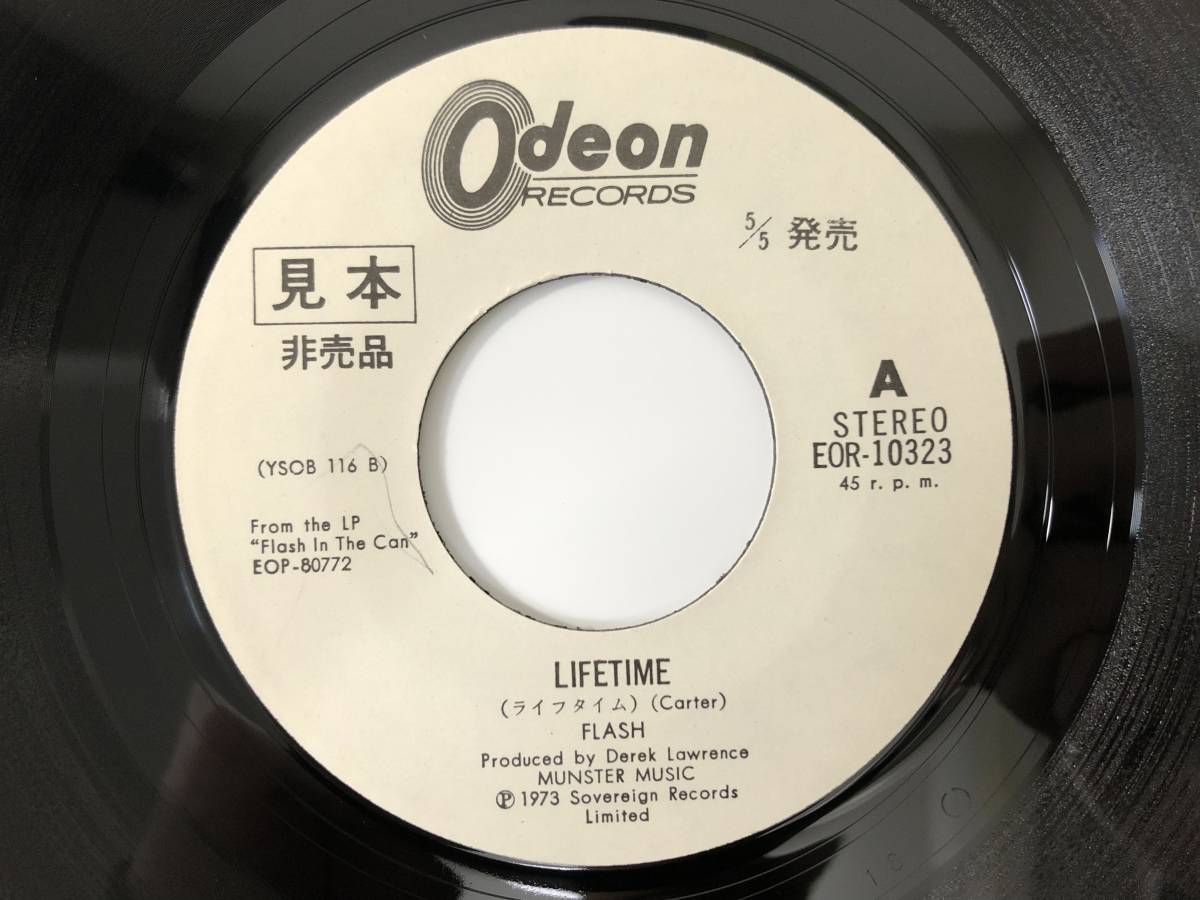 Odeon
RECORDS
5/5 発売
見本
非売品
A
STEREO
EOR-10323
45 r. p. m.
(YSOB 116 B)
From the LP
"Flash In The Can"
EOP-80772
LIFETIME
(ライフタイム) (Carter)
FLASH
Produced by Derek Lawrence
MUNSTER MUSIC
Ⓟ 1973 Sovereign Records
Limited